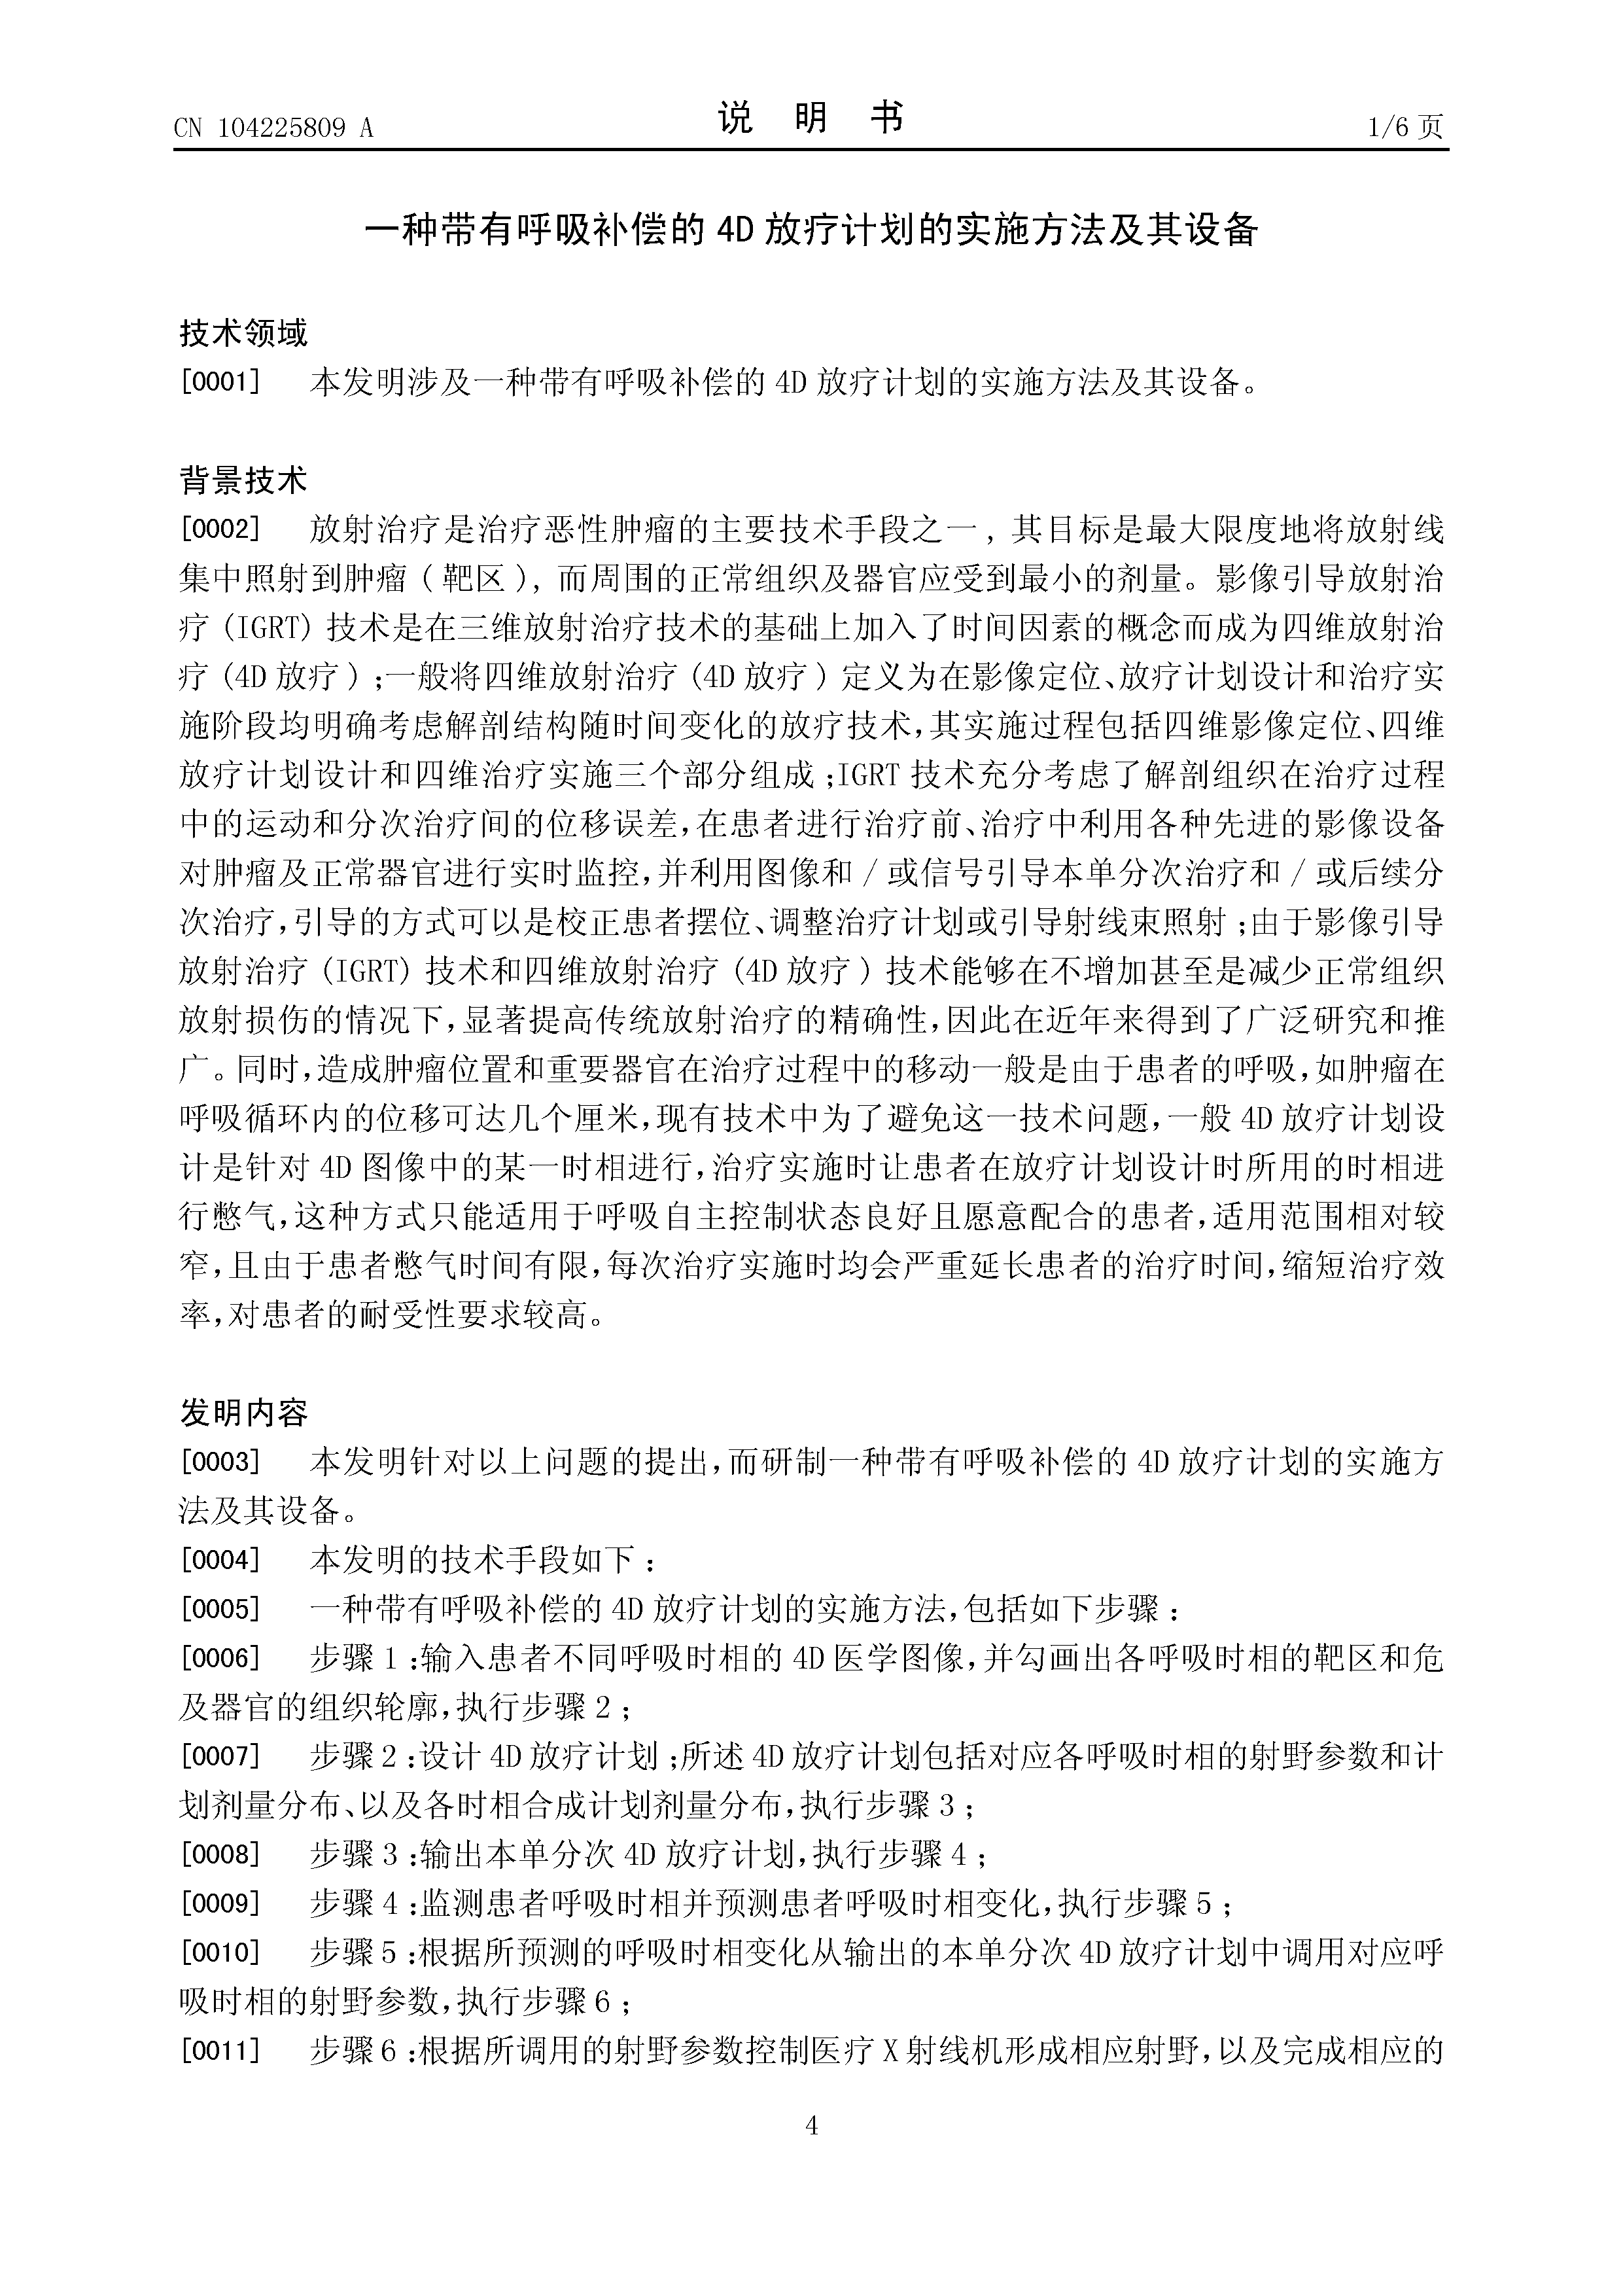 CN 104225809 A
说 明 书
1/6 页
一种带有呼吸补偿的 4D 放疗计划的实施方法及其设备
技术领域
[0001] 本发明涉及一种带有呼吸补偿的 4D 放疗计划的实施方法及其设备。
背景技术
[0002] 放射治疗是治疗恶性肿瘤的主要技术手段之一，其目标是最大限度地将放射线
集中照射到肿瘤（靶区），而周围的正常组织及器官应受到最小的剂量。影像引导放射治
疗 (IGRT) 技术是在三维放射治疗技术的基础上加入了时间因素的概念而成为四维放射治
疗 (4D 放疗）;一般将四维放射治疗 (4D 放疗）定义为在影像定位、放疗计划设计和治疗实
施阶段均明确考虑解剖结构随时间变化的放疗技术,其实施过程包括四维影像定位、四维
放疗计划设计和四维治疗实施三个部分组成 ;IGRT 技术充分考虑了解剖组织在治疗过程
中的运动和分次治疗间的位移误差,在患者进行治疗前、治疗中利用各种先进的影像设备
对肿瘤及正常器官进行实时监控,并利用图像和 / 或信号引导本单分次治疗和 / 或后续分
次治疗,引导的方式可以是校正患者摆位、调整治疗计划或引导射线束照射 ;由于影像引导
放射治疗 (IGRT) 技术和四维放射治疗 (4D 放疗）技术能够在不增加甚至是减少正常组织
放射损伤的情况下,显著提高传统放射治疗的精确性,因此在近年来得到了广泛研究和推
广。同时,造成肿瘤位置和重要器官在治疗过程中的移动一般是由于患者的呼吸,如肿瘤在
呼吸循环内的位移可达几个厘米,现有技术中为了避免这一技术问题,一般 4D 放疗计划设
计是针对 4D 图像中的某一时相进行,治疗实施时让患者在放疗计划设计时所用的时相进
行憋气,这种方式只能适用于呼吸自主控制状态良好且愿意配合的患者,适用范围相对较
窄,且由于患者憋气时间有限,每次治疗实施时均会严重延长患者的治疗时间,缩短治疗效
率,对患者的耐受性要求较高。
发明内容
[0003] 本发明针对以上问题的提出,而研制一种带有呼吸补偿的 4D 放疗计划的实施方
法及其设备。
[0004] 本发明的技术手段如下：
[0005] 一种带有呼吸补偿的 4D 放疗计划的实施方法,包括如下步骤：
[0006] 步骤 1 :输入患者不同呼吸时相的 4D 医学图像,并勾画出各呼吸时相的靶区和危
及器官的组织轮廓,执行步骤 2 ；
[0007] 步骤 2 :设计 4D 放疗计划 ;所述 4D 放疗计划包括对应各呼吸时相的射野参数和计
划剂量分布、以及各时相合成计划剂量分布,执行步骤 3 ；
[0008] 步骤 3 :输出本单分次 4D 放疗计划,执行步骤 4 ；
[0009] 步骤 4 :监测患者呼吸时相并预测患者呼吸时相变化,执行步骤 5 ；
[0010] 步骤 5 :根据所预测的呼吸时相变化从输出的本单分次 4D 放疗计划中调用对应呼
吸时相的射野参数,执行步骤 6 ；
[0011] 步骤 6 :根据所调用的射野参数控制医疗 X 射线机形成相应射野,以及完成相应的
4